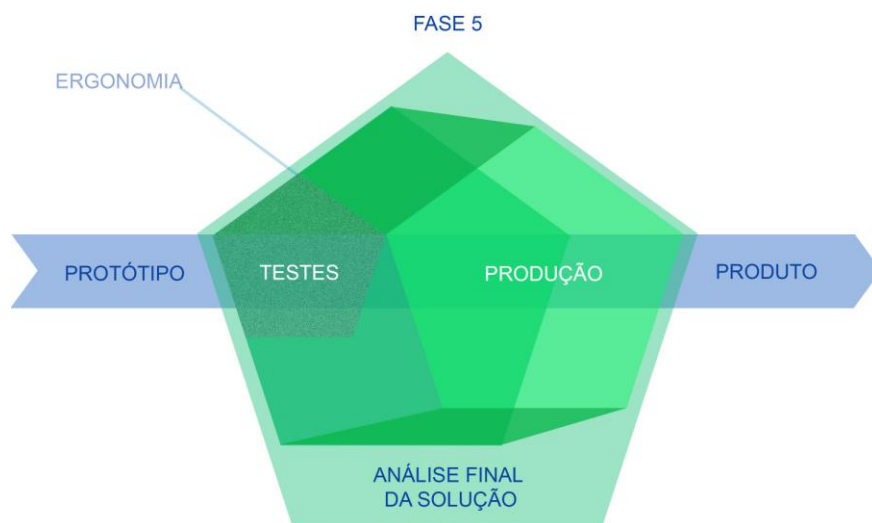 FASE 5
ERGONOMIA
PROTÓTIPO
TESTES
PRODUÇÃO
PRODUTO
ANÁLISE FINAL
DA SOLUÇÃO